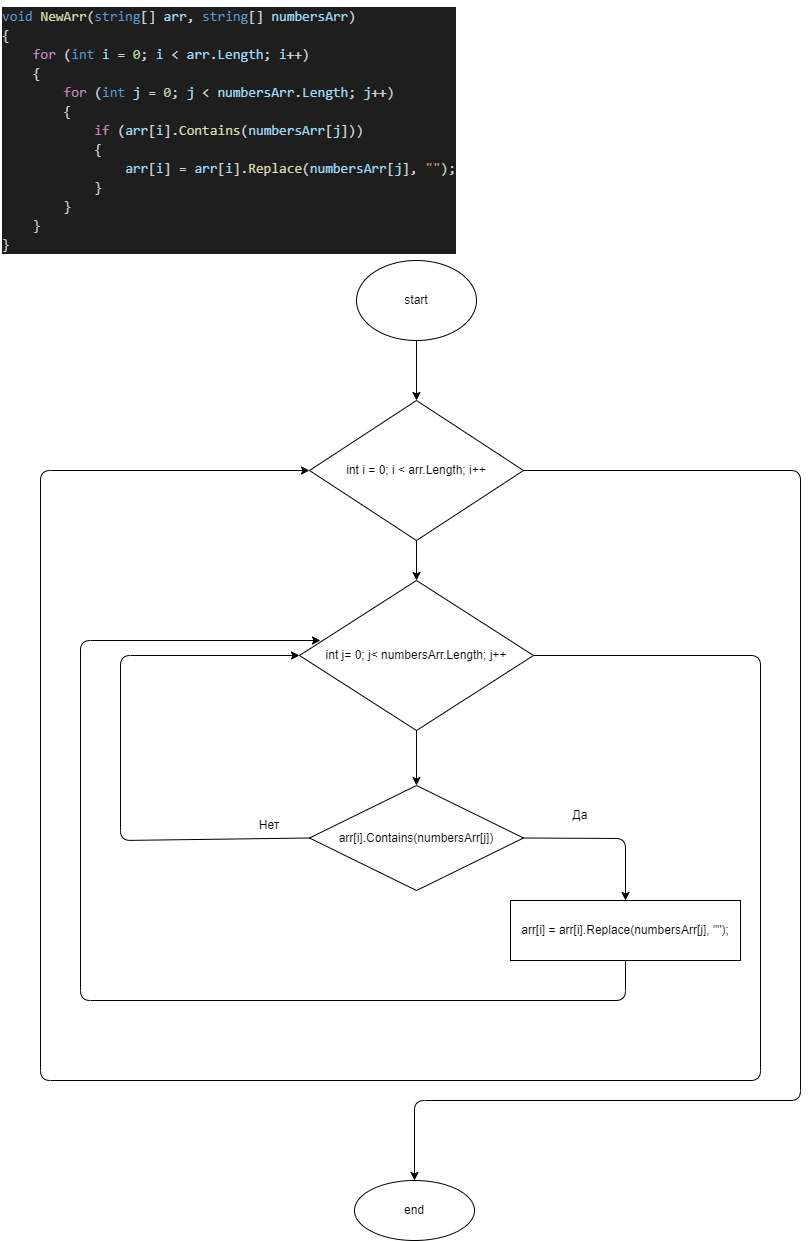 void NewArr(string[] arr, string[] numbersArr)
{
    for (int i = 0; i < arr.Length; i++)
    {
        for (int j = 0; j < numbersArr.Length; j++)
        {
            if (arr[i].Contains(numbersArr[j]))
            {
                arr[i] = arr[i].Replace(numbersArr[j], "");
            }
        }
    }
}
start
int i = 0; i < arr.Length; i++
int j= 0; j< numbersArr.Length; j++
Да
Нет
arr[i].Contains(numbersArr[j])
arr[i] = arr[i].Replace(numbersArr[j], "");
end